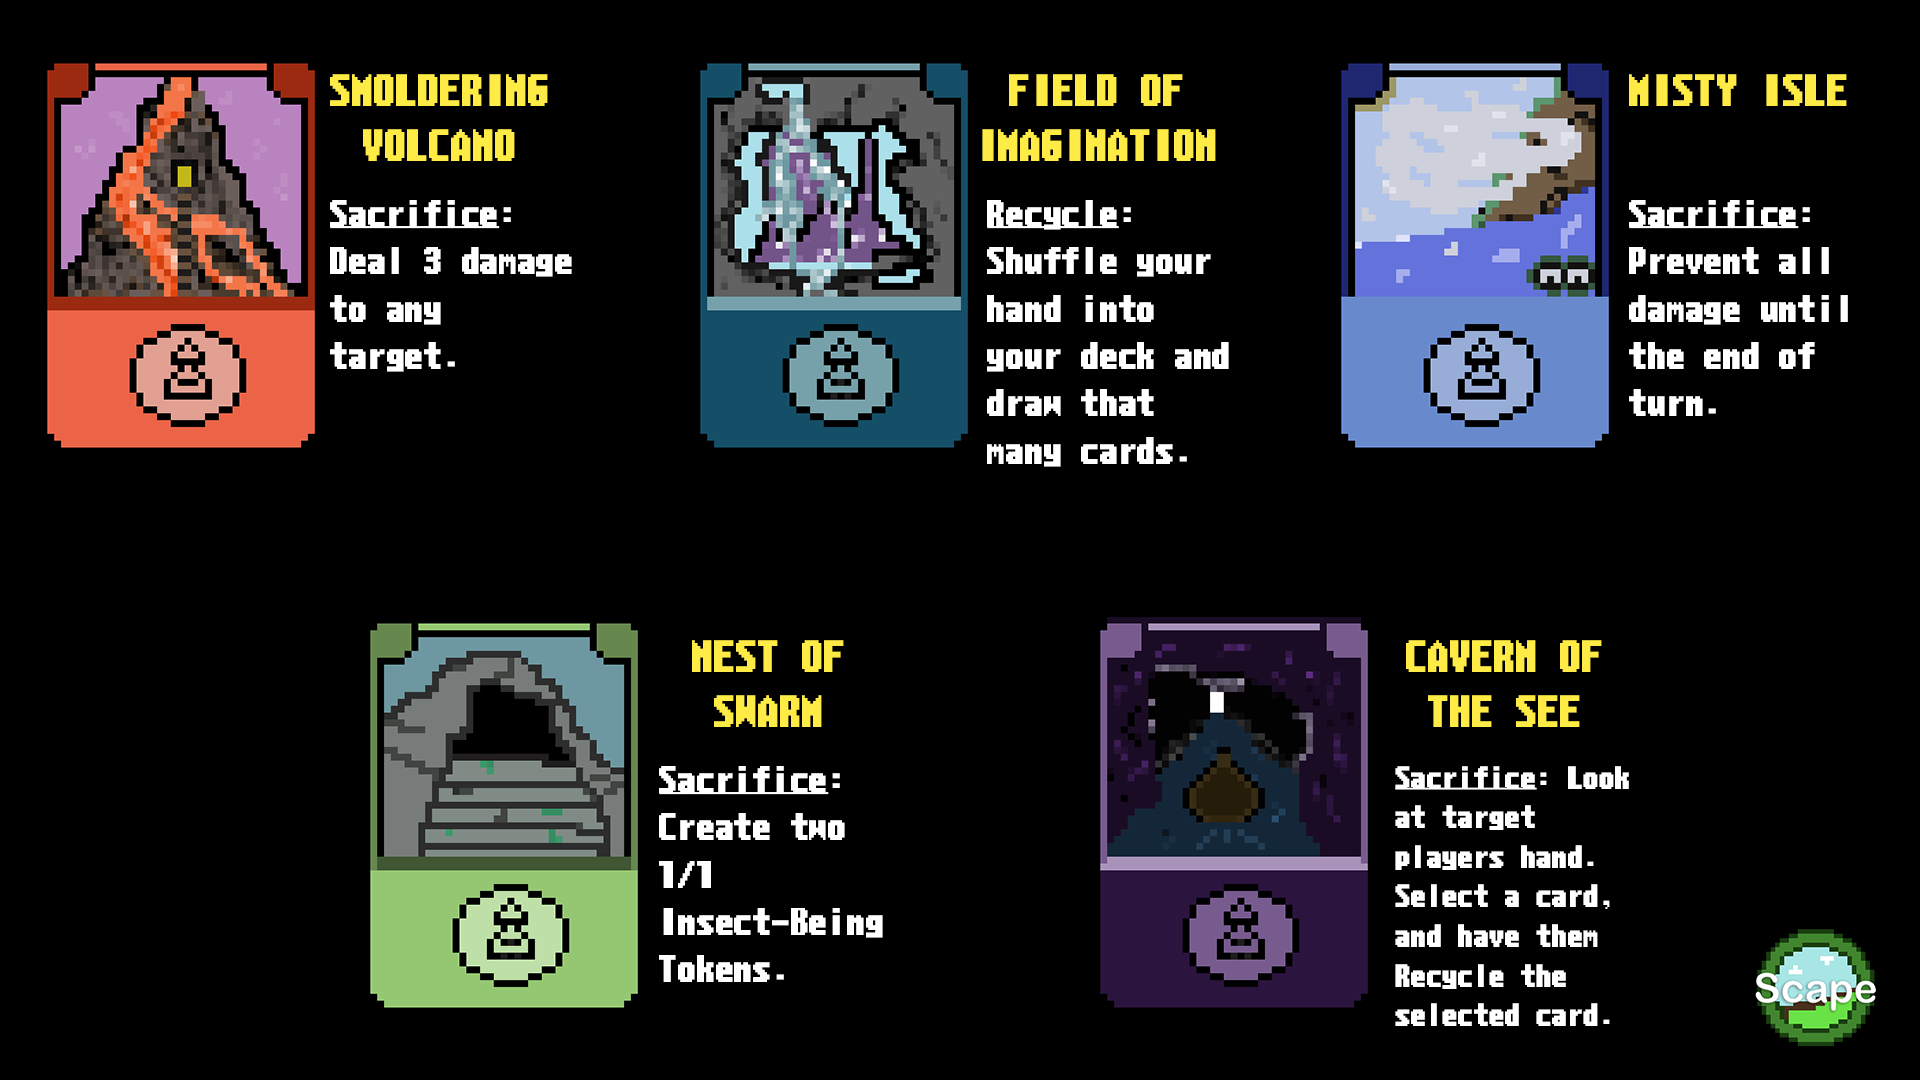 SMOLDERING
VOLCANO
Sacrifice:
Deal 3 damage
to any
target.
FIELD OF
IMAGINATION
Recycle:
Shuffle your
hand into
your deck and
draw that
many cards.
MISTY ISLE
Sacrifice:
Prevent all
damage until
the end of
turn.
NEST OF
SWARM
Sacrifice:
Create two
1/1
Insect-Being
Tokens.
CAVERN OF
THE SEE
Sacrifice: Look
at target
players hand.
Select a card,
and have them
Recycle the
selected card.
Scape